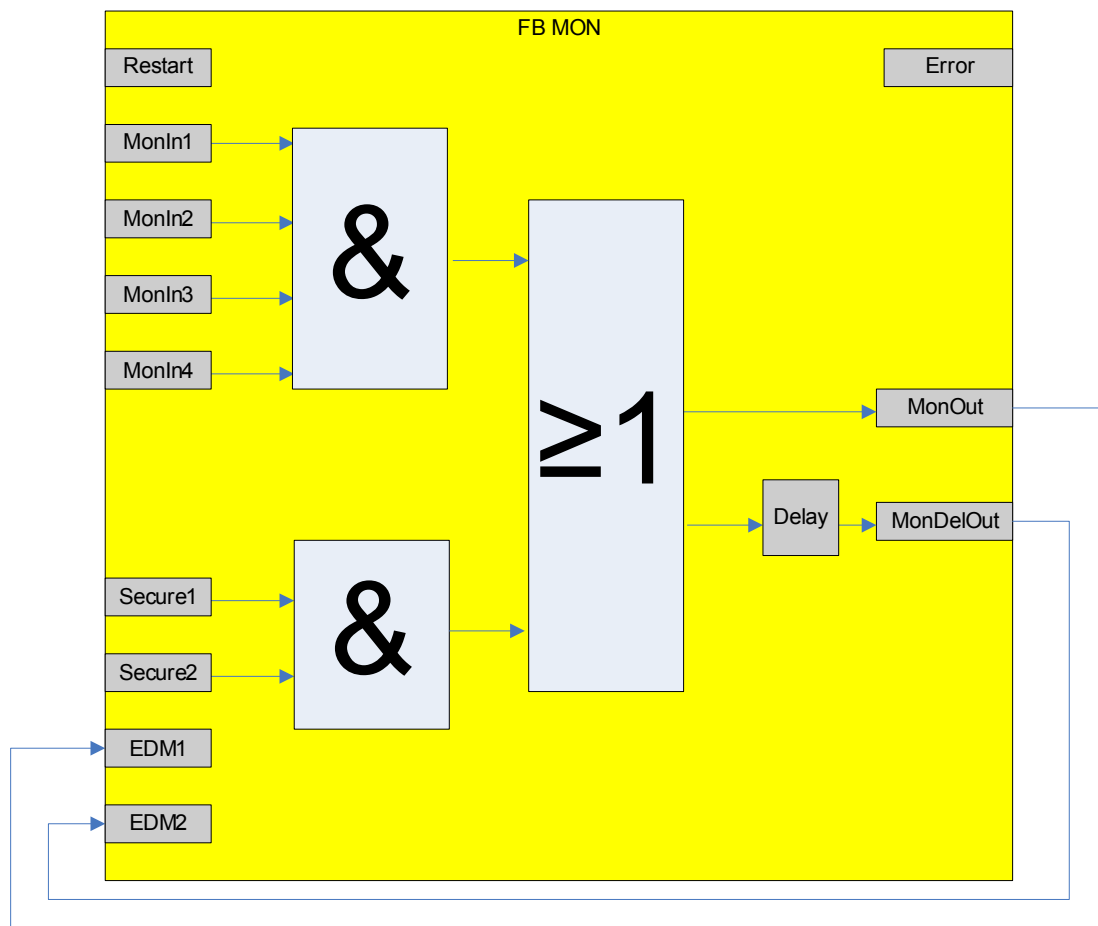 FB MON
Restart
Error
MonIn1
MonIn2
MonIn3
MonIn4
&
≥1
MonOut
Delay
MonDelOut
Secure1
&
Secure2
EDM1
EDM2